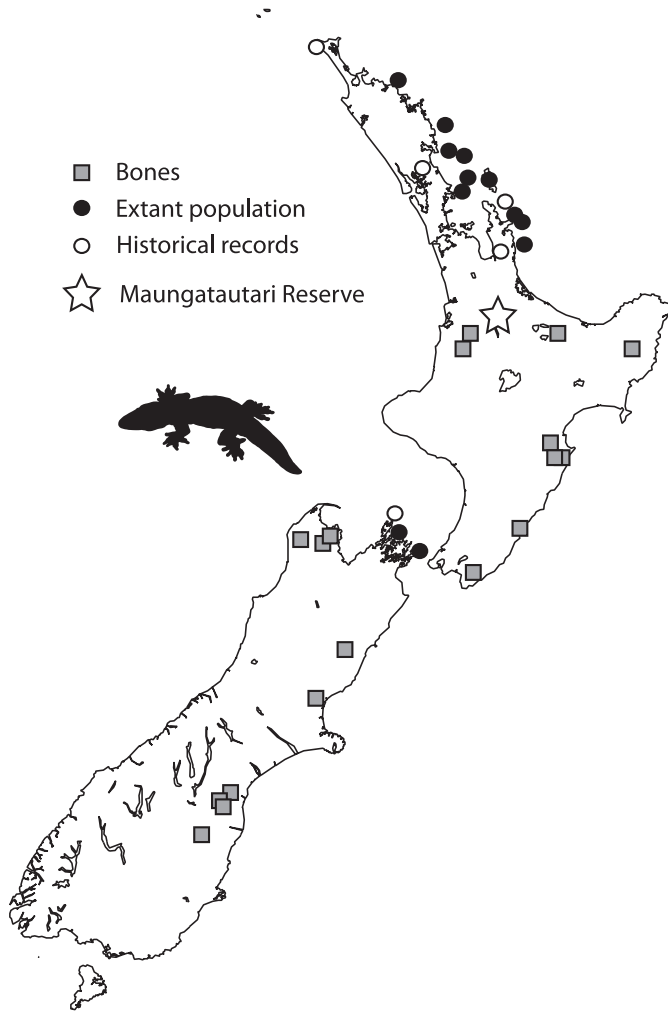 Bones
Extant population
Historical records
Maungatautari Reserve